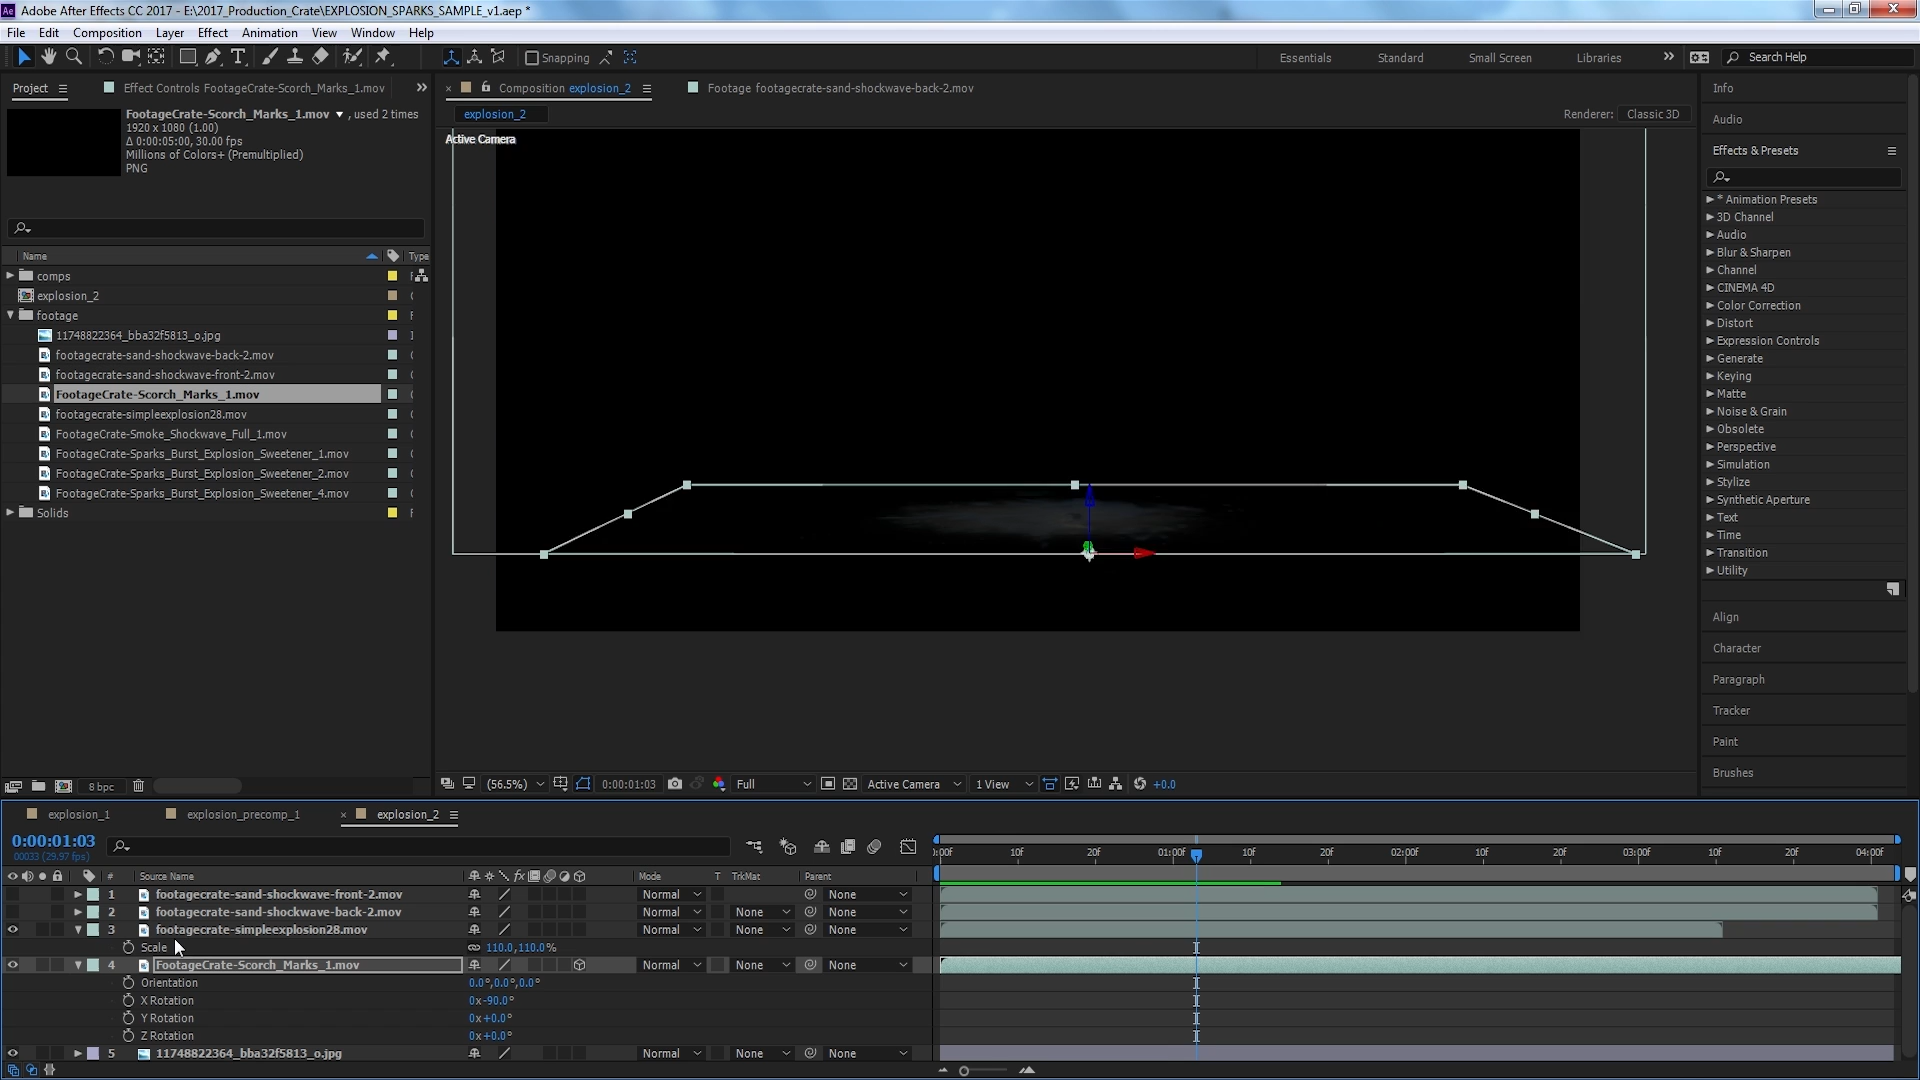 Adobe After Effects CC 2017 - E:\2017_Production_Crate\EXPLOSION_SPARKS_SAMPLE_v1.aep *
File Edit Composition Layer Effect Animation View Window Help
Snapping Essentials Standard Small Screen Libraries Search Help
Project Effect Controls FootageCrate-Scorch_Marks_1.mov Composition explosion_2 Footage footagecrate-sand-shockwave-back-2.mov Info
FootageCrate-Scorch_Marks_1.mov , used 2 times
1920 x 1080 (1.00)
Δ 0:00:05:00, 30.00 fps
Millions of Colors+ (Premultiplied)
PNG
explosion_2 Renderer: Classic 3D
Active Camera
Audio
Effects & Presets
* Animation Presets
3D Channel
Audio
Blur & Sharpen
Channel
CINEMA 4D
Color Correction
Distort
Expression Controls
Generate
Keying
Matte
Noise & Grain
Obsolete
Perspective
Simulation
Stylize
Synthetic Aperture
Text
Time
Transition
Utility
Align
Character
Paragraph
Tracker
Paint
Brushes
Name Type
comps F
explosion_2
footage F
11748822364_bba32f5813_o.jpg
footagecrate-sand-shockwave-back-2.mov
footagecrate-sand-shockwave-front-2.mov
FootageCrate-Scorch_Marks_1.mov
footagecrate-simpleexplosion28.mov
FootageCrate-Smoke_Shockwave_Full_1.mov
FootageCrate-Sparks_Burst_Explosion_Sweetener_1.mov
FootageCrate-Sparks_Burst_Explosion_Sweetener_2.mov
FootageCrate-Sparks_Burst_Explosion_Sweetener_4.mov
Solids F
8 bpc (56.5%) 0:00:01:03 Full Active Camera 1 View +0.0
explosion_1 explosion_precomp_1 explosion_2
0:00:01:03
00033 (29.97 fps)
:00f 10f 20f 01:00f 10f 20f 02:00f 10f 20f 03:00f 10f 20f 04:00f
# Source Name fx Mode T TrkMat Parent
1 footagecrate-sand-shockwave-front-2.mov Normal None
2 footagecrate-sand-shockwave-back-2.mov Normal None None
3 footagecrate-simpleexplosion28.mov Normal None None
Scale 110.0,110.0%
4 FootageCrate-Scorch_Marks_1.mov Normal None None
Orientation 0.0°,0.0°,0.0°
X Rotation 0x-90.0°
Y Rotation 0x+0.0°
Z Rotation 0x+0.0°
5 11748822364_bba32f5813_o.jpg Normal None None